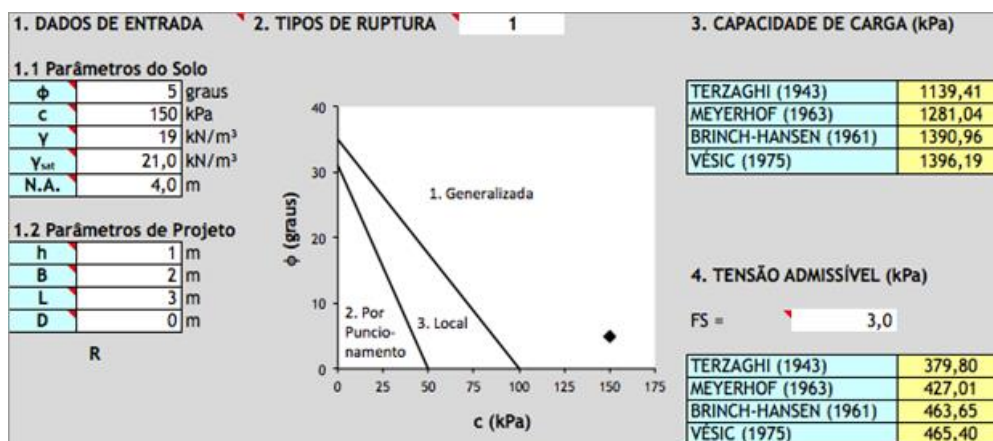 1. DADOS DE ENTRADA
1.1 Parâmetros do Solo
ϕ 5 graus
c 150 kPa
γ 19 kN/m³
γsat 21,0 kN/m³
N.A. 4,0 m
1.2 Parâmetros de Projeto
h 1 m
B 2 m
L 3 m
D 0 m
R
2. TIPOS DE RUPTURA 1
ϕ (graus)
40
30
20
10
0
1. Generalizada
2. Por
Puncio-
namento
3. Local
0 25 50 75 100 125 150 175
c (kPa)
3. CAPACIDADE DE CARGA (kPa)
TERZAGHI (1943) 1139,41
MEYERHOF (1963) 1281,04
BRINCH-HANSEN (1961) 1390,96
VÉSIC (1975) 1396,19
4. TENSÃO ADMISSÍVEL (kPa)
FS = 3,0
TERZAGHI (1943) 379,80
MEYERHOF (1963) 427,01
BRINCH-HANSEN (1961) 463,65
VÉSIC (1975) 465,40